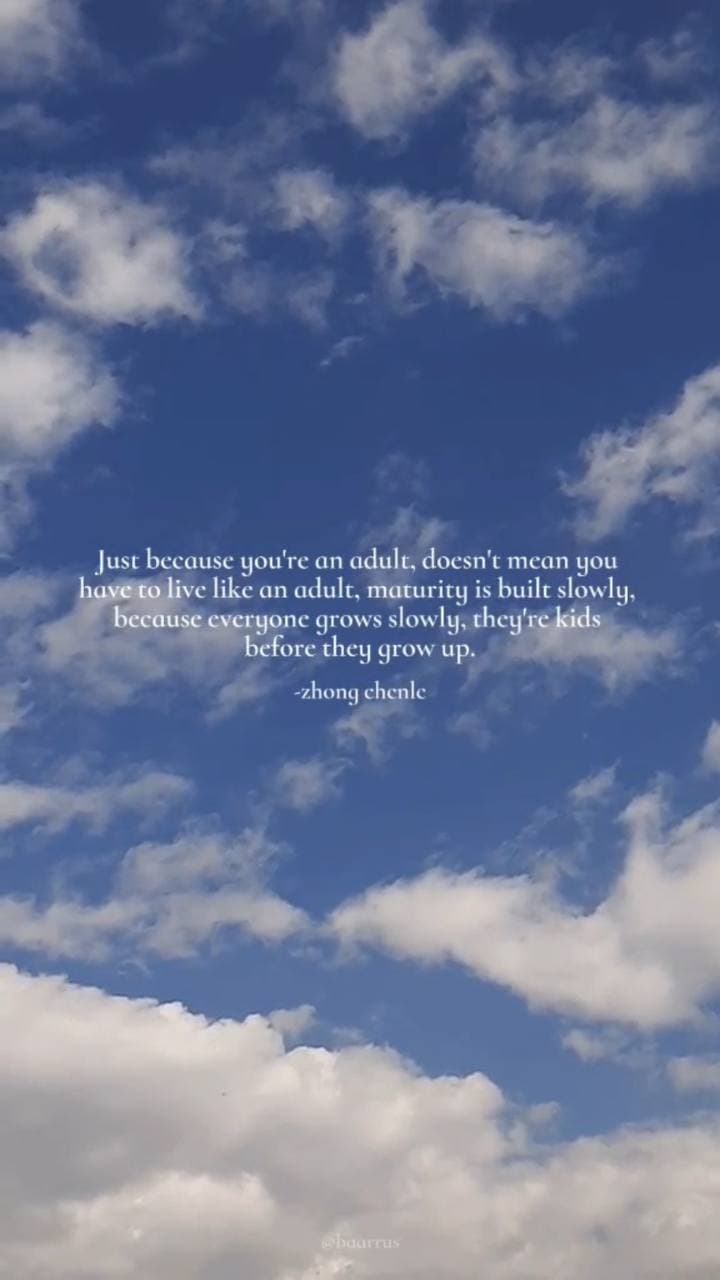 Just because you're an adult, doesn't mean you
have to live like an adult, maturity is built slowly,
because everyone grows slowly, they're kids
before they grow up.
-zhong chenle
@baarrus